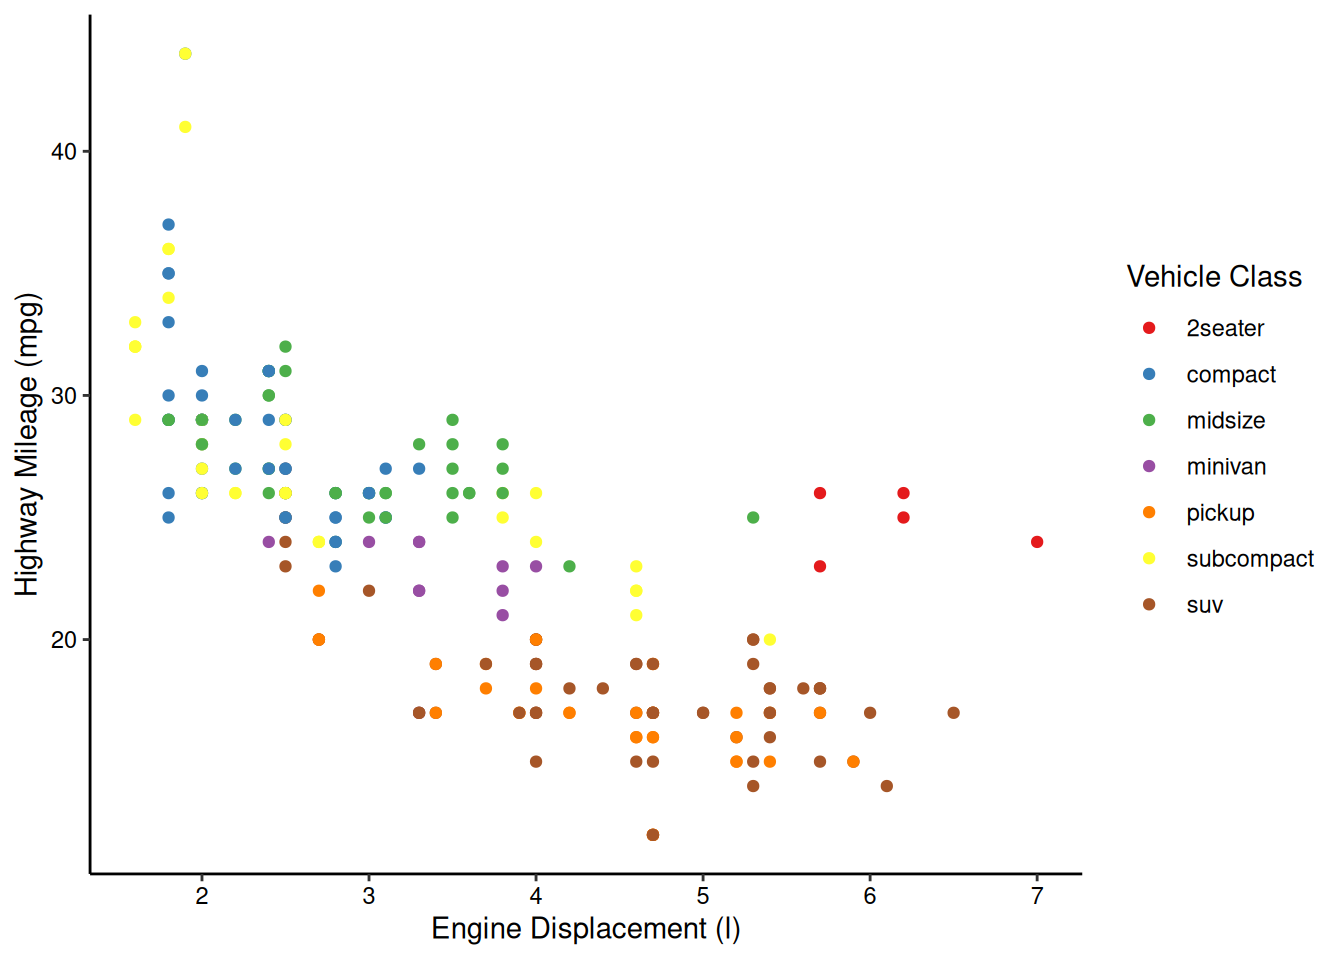 Highway Mileage (mpg)
40
30
20
2 3 4 5 6 7
Engine Displacement (l)
Vehicle Class
2seater
compact
midsize
minivan
pickup
subcompact
suv